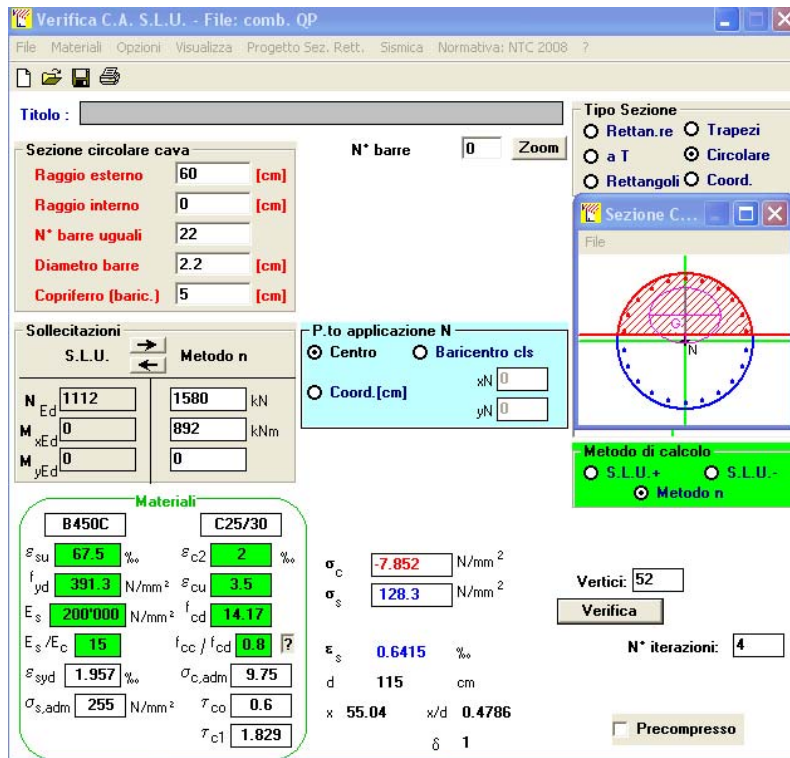 Verifica C.A. S.L.U. - File: comb. QP
File Materiali Opzioni Visualizza Progetto Sez. Rett. Sismica Normativa: NTC 2008 ?
Titolo :
Tipo Sezione
Rettan.re Trapezi
a T Circolare
Rettangoli Coord.
Sezione circolare cava
N° barre 0 Zoom
Raggio esterno 60 [cm]
Raggio interno 0 [cm]
N° barre uguali 22
Diametro barre 2.2 [cm]
Copriferro (baric.) 5 [cm]
Sezione C...
File
G
N
Sollecitazioni
S.L.U. Metodo n
N Ed 1112 1580 kN
M xEd 0 892 kNm
M yEd 0 0
P.to applicazione N
Centro Baricentro cls
Coord.[cm] xN 0
yN 0
Metodo di calcolo
S.L.U.+ S.L.U.-
Metodo n
Materiali
B450C C25/30
εsu 67.5 ‰ εc2 2 ‰
fyd 391.3 N/mm² εcu 3.5
Es 200'000 N/mm² fcd 14.17
Es/Ec 15 fcc / fcd 0.8 ?
εsyd 1.957 ‰ σc,adm 9.75
σs,adm 255 N/mm² τco 0.6
τc1 1.829
σc -7.852 N/mm²
σs 128.3 N/mm²
εs 0.6415 ‰
d 115 cm
x 55.04 x/d 0.4786
δ 1
Vertici: 52
Verifica
N° iterazioni: 4
Precompresso